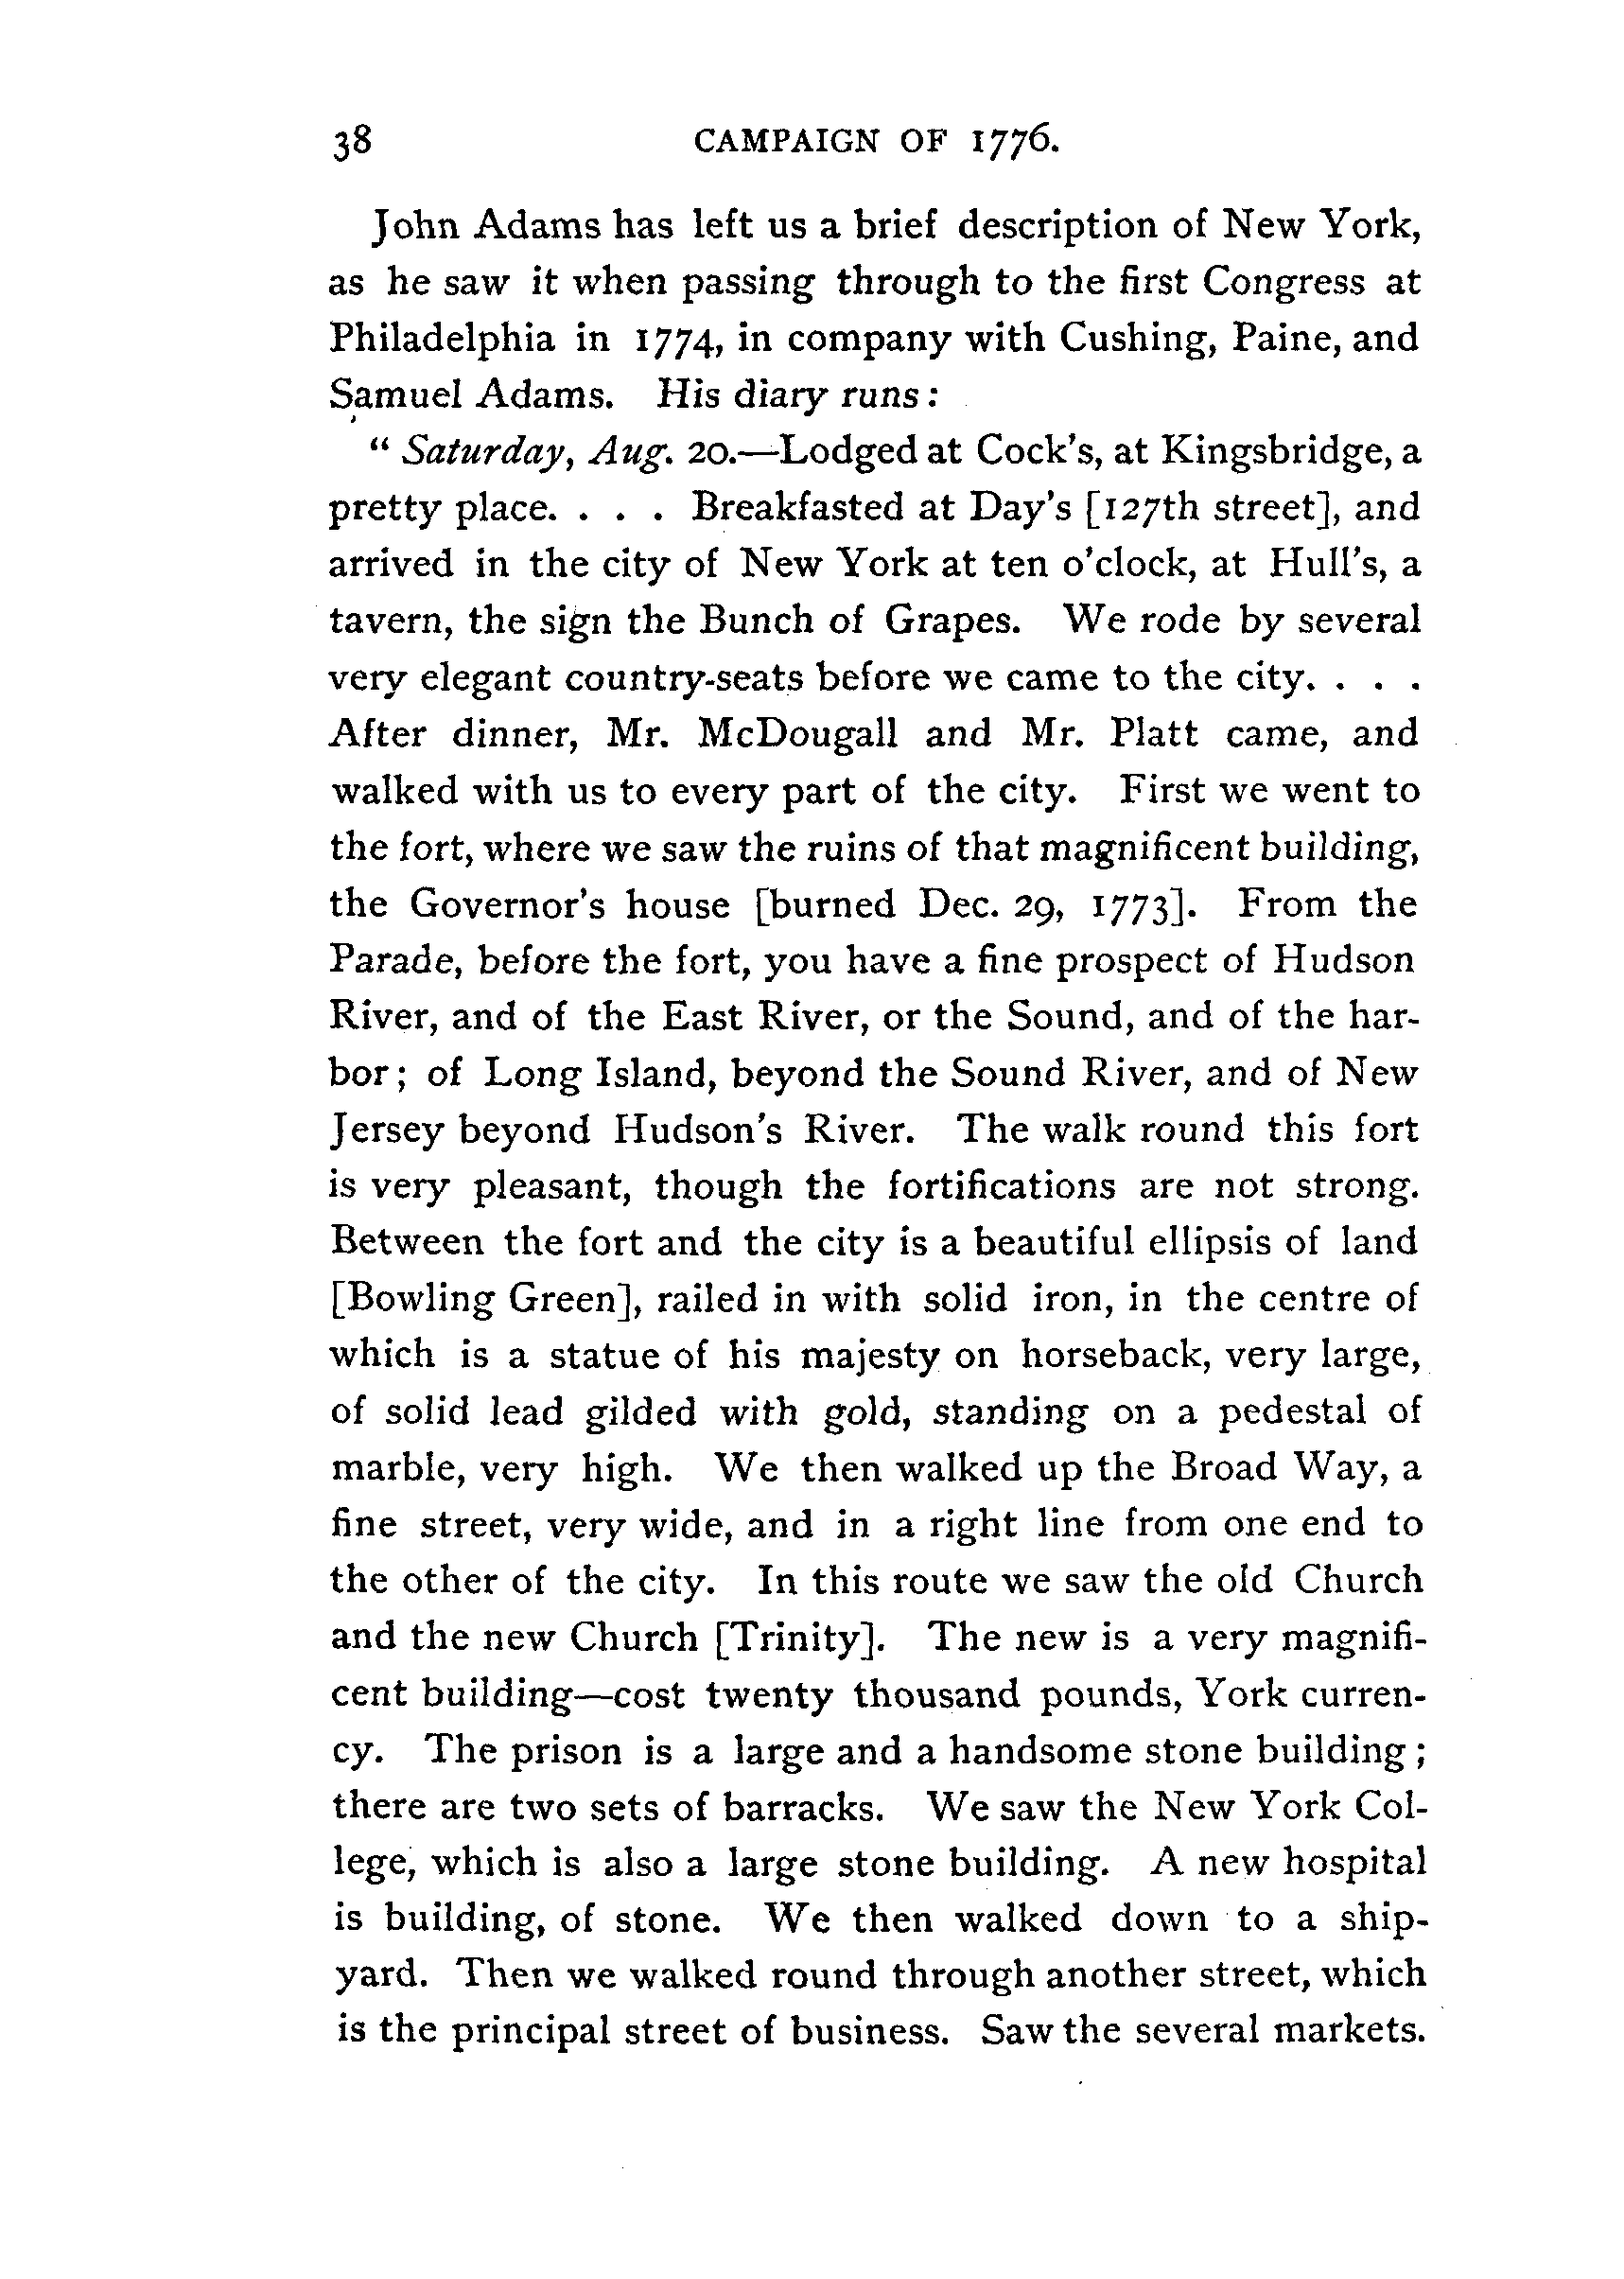 38 CAMPAIGN OF 1776.
John Adams has left us a brief description of New York,
as he saw it when passing through to the first Congress at
Philadelphia in 1774, in company with Cushing, Paine, and
Samuel Adams. His diary runs:
" Saturday, Aug. 20.—Lodged at Cock's, at Kingsbridge, a
pretty place. . . . Breakfasted at Day's [127th street], and
arrived in the city of New York at ten o'clock, at Hull's, a
tavern, the sign the Bunch of Grapes. We rode by several
very elegant country-seats before we came to the city. . . .
After dinner, Mr. McDougall and Mr. Platt came, and
walked with us to every part of the city. First we went to
the fort, where we saw the ruins of that magnificent building,
the Governor's house [burned Dec. 29, 1773]. From the
Parade, before the fort, you have a fine prospect of Hudson
River, and of the East River, or the Sound, and of the har-
bor; of Long Island, beyond the Sound River, and of New
Jersey beyond Hudson's River. The walk round this fort
is very pleasant, though the fortifications are not strong.
Between the fort and the city is a beautiful ellipsis of land
[Bowling Green], railed in with solid iron, in the centre of
which is a statue of his majesty on horseback, very large,
of solid lead gilded with gold, standing on a pedestal of
marble, very high. We then walked up the Broad Way, a
fine street, very wide, and in a right line from one end to
the other of the city. In this route we saw the old Church
and the new Church [Trinity]. The new is a very magnifi-
cent building—cost twenty thousand pounds, York curren-
cy. The prison is a large and a handsome stone building;
there are two sets of barracks. We saw the New York Col-
lege, which is also a large stone building. A new hospital
is building, of stone. We then walked down to a ship-
yard. Then we walked round through another street, which
is the principal street of business. Saw the several markets.